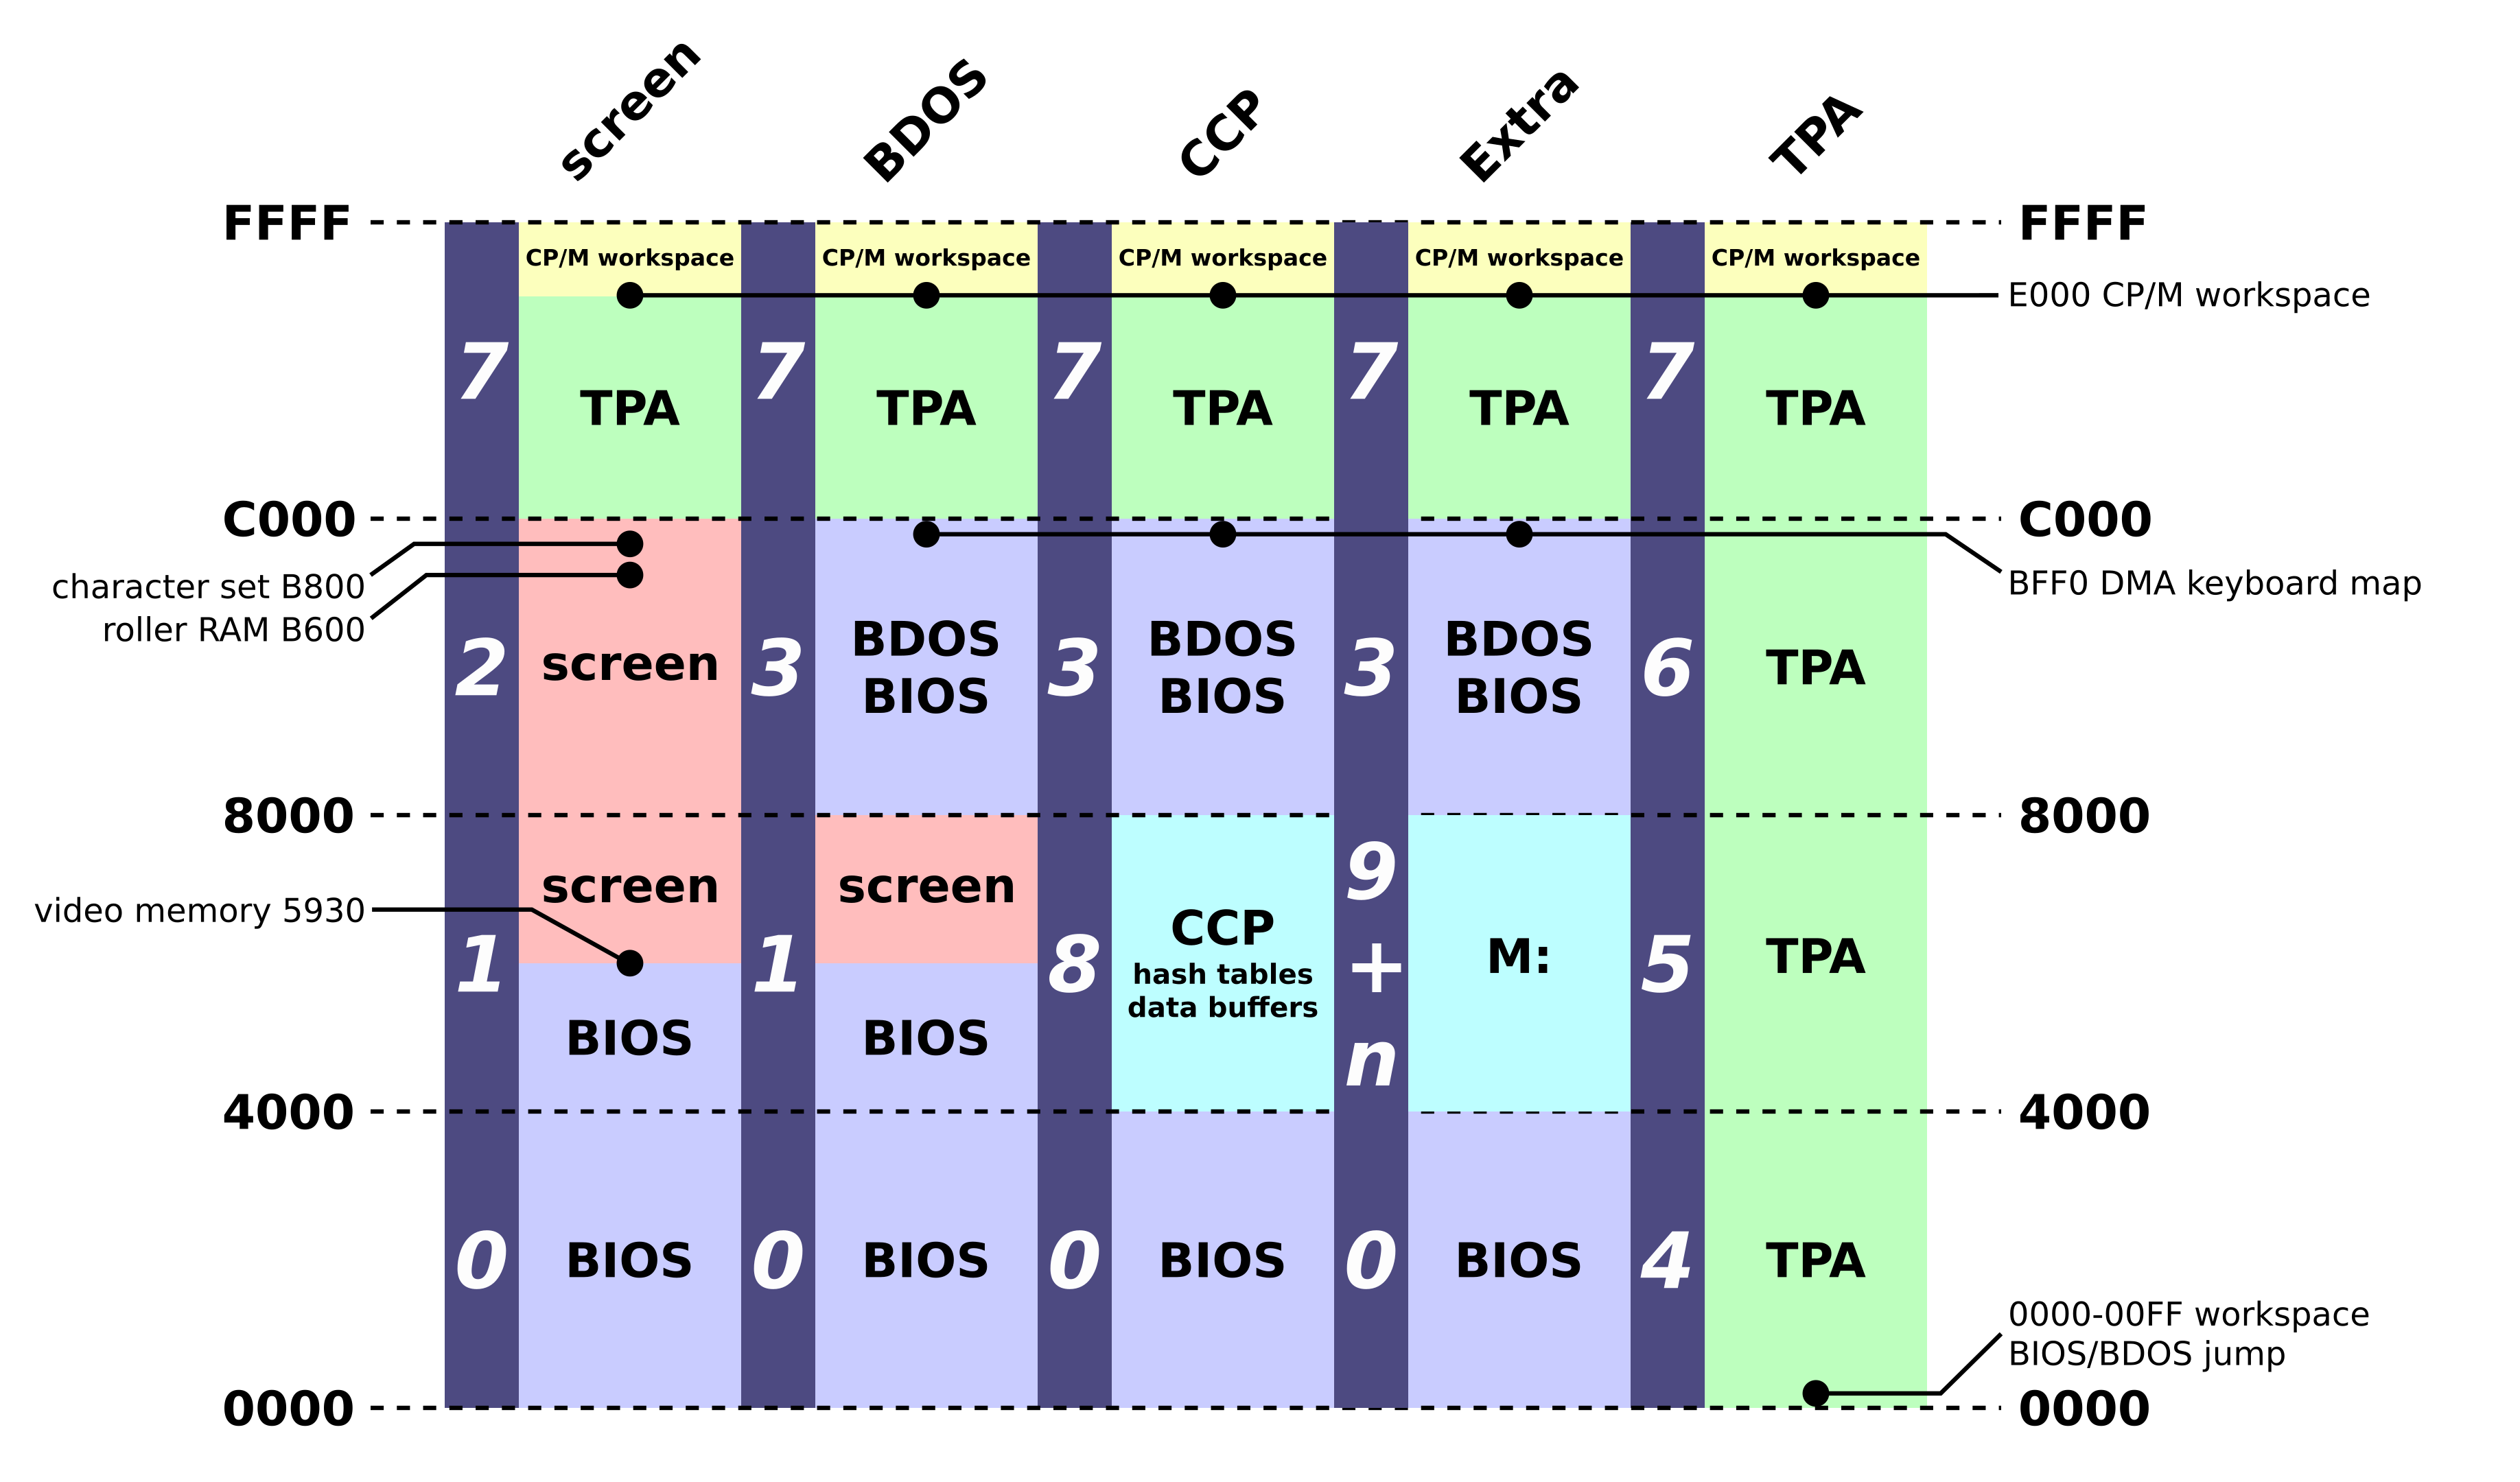 screen
BDOS
CCP
Extra
TPA
FFFF
FFFF
CP/M workspace
CP/M workspace
CP/M workspace
CP/M workspace
CP/M workspace
E000 CP/M workspace
7
TPA
7
TPA
7
TPA
7
TPA
7
TPA
C000
C000
character set B800
roller RAM B600
BFF0 DMA keyboard map
2
screen
3
BDOS
BIOS
3
BDOS
BIOS
3
BDOS
BIOS
6
TPA
8000
8000
video memory 5930
1
screen
BIOS
1
screen
BIOS
8
CCP
hash tables
data buffers
9
+
n
M:
5
TPA
4000
4000
0
BIOS
0
BIOS
0
BIOS
0
BIOS
4
TPA
0000-00FF workspace
BIOS/BDOS jump
0000
0000